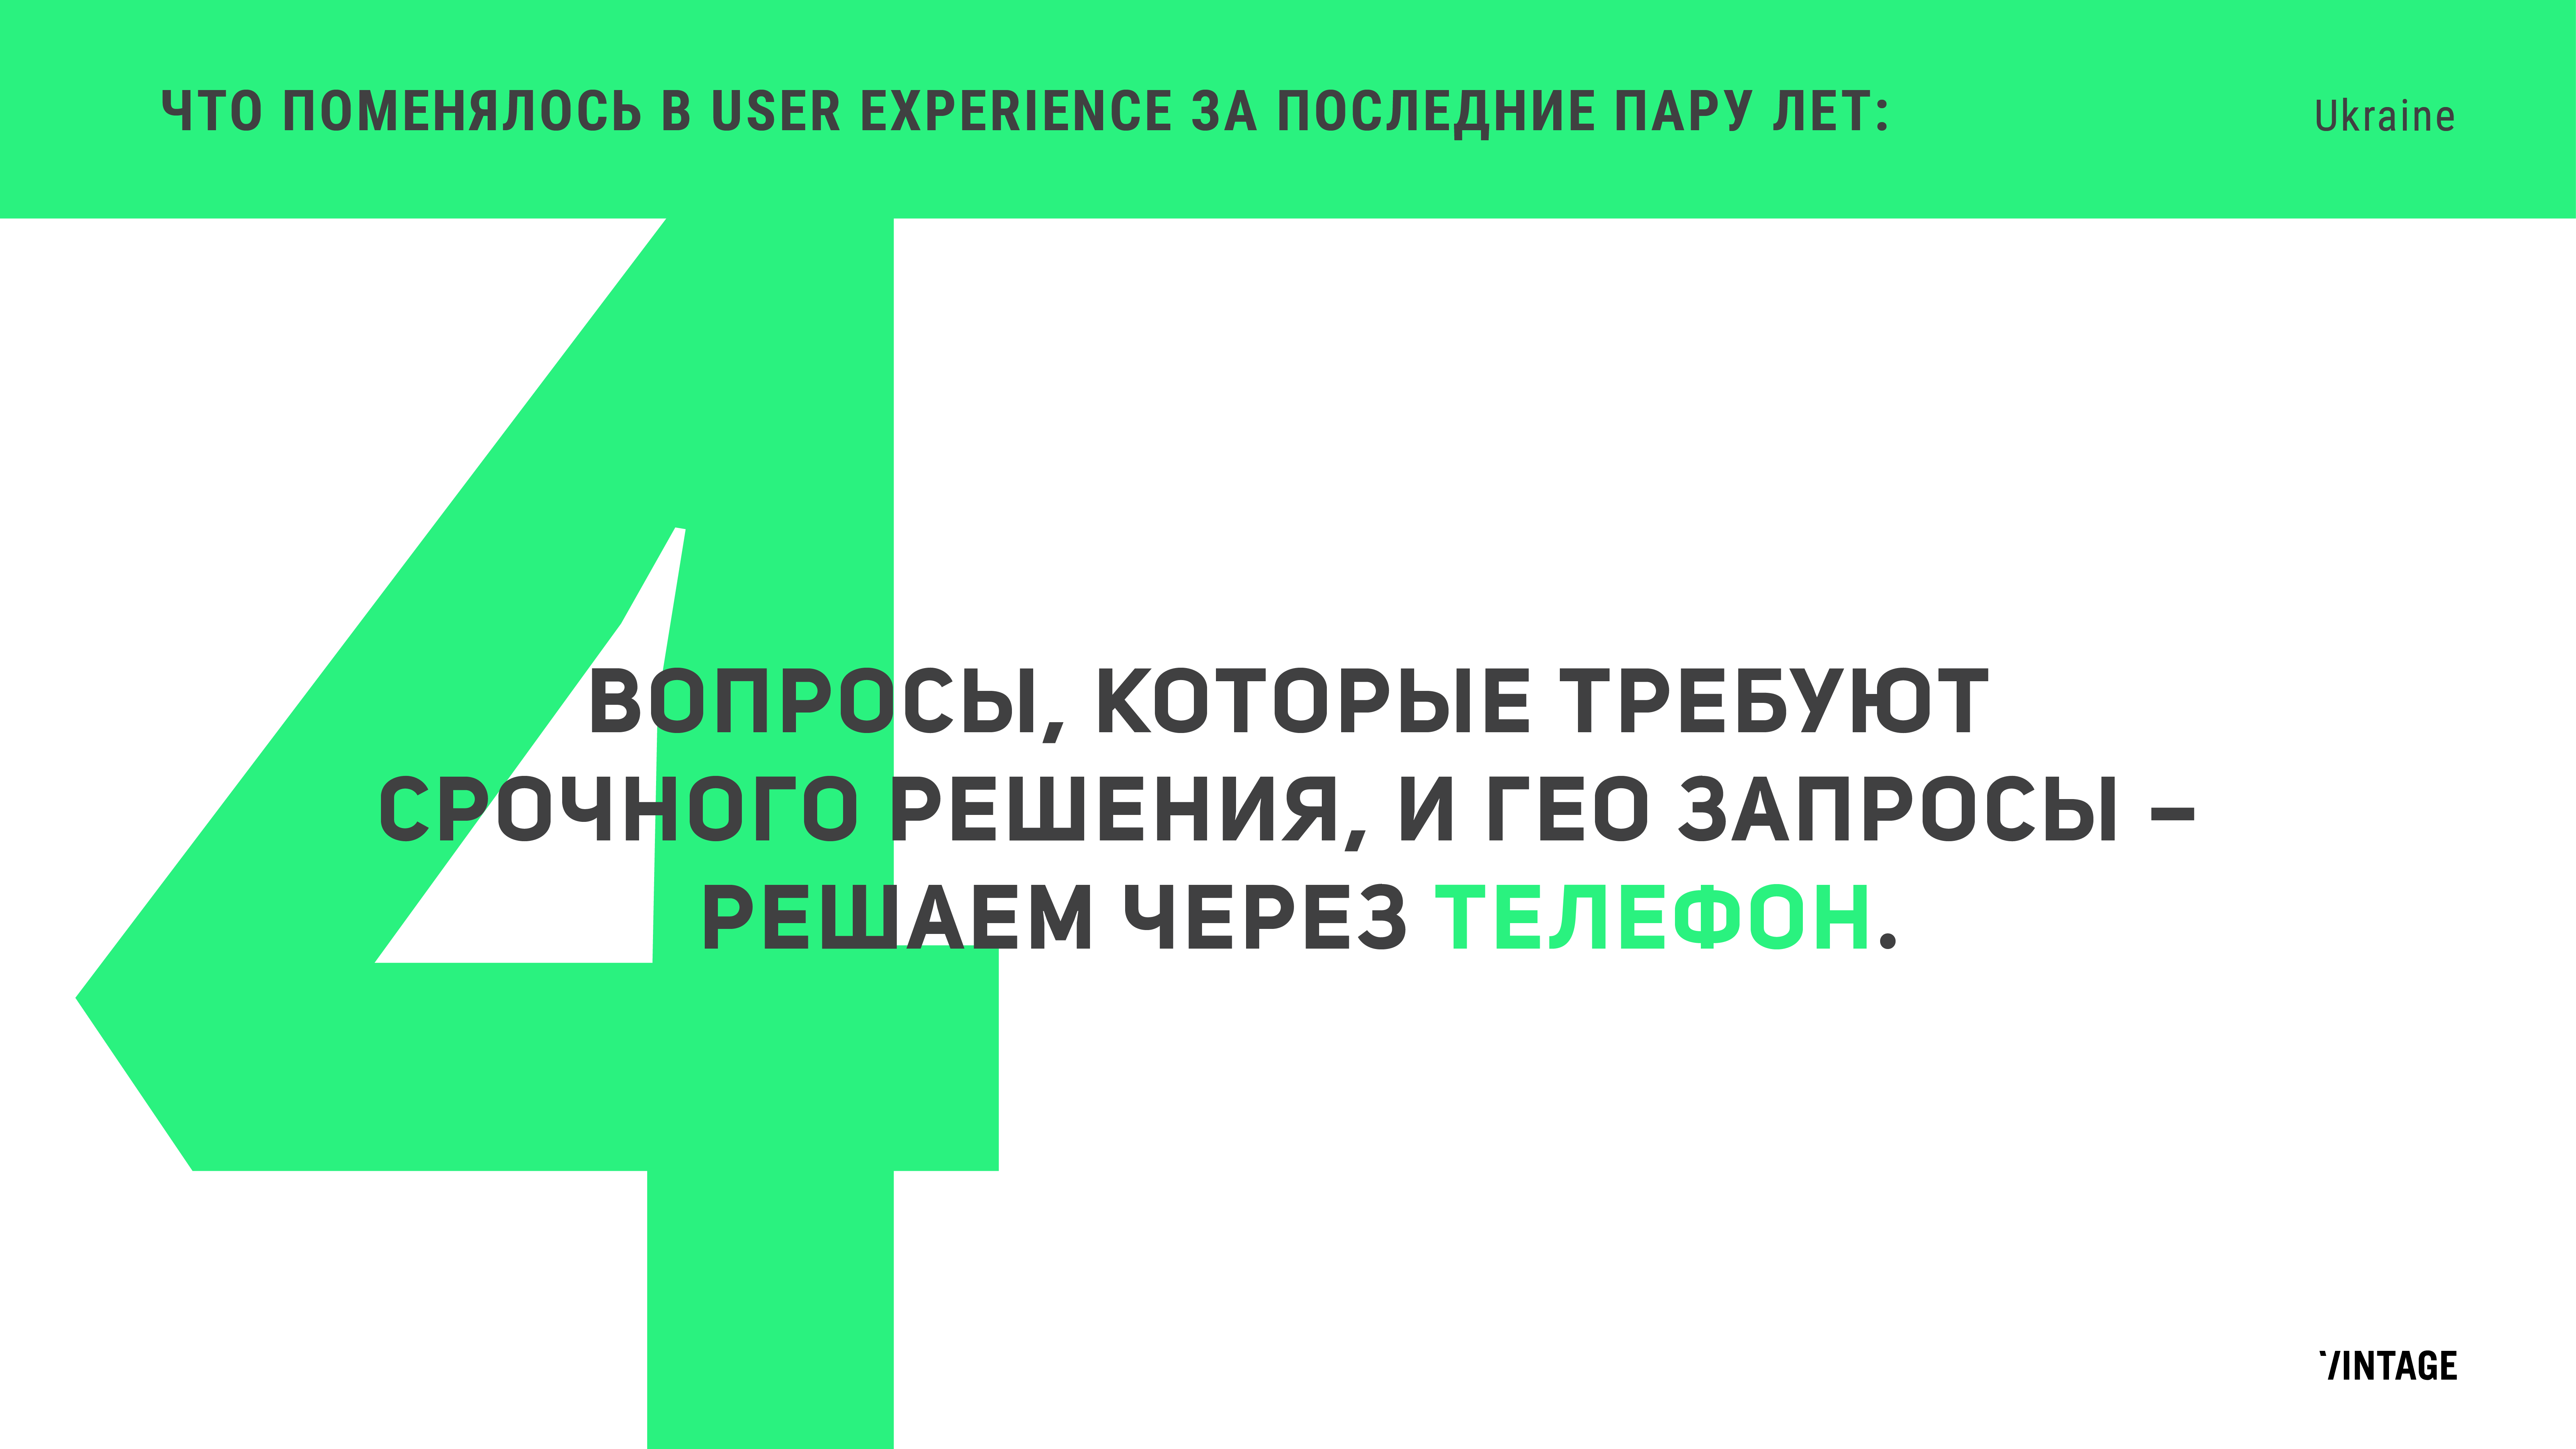 ЧТО ПОМЕНЯЛОСЬ В USER EXPERIENCE ЗА ПОСЛЕДНИЕ ПАРУ ЛЕТ:
Ukraine
4
ВОПРОСЫ, КОТОРЫЕ ТРЕБУЮТ
СРОЧНОГО РЕШЕНИЯ, И ГЕО ЗАПРОСЫ –
РЕШАЕМ ЧЕРЕЗ ТЕЛЕФОН.
VINTAGE